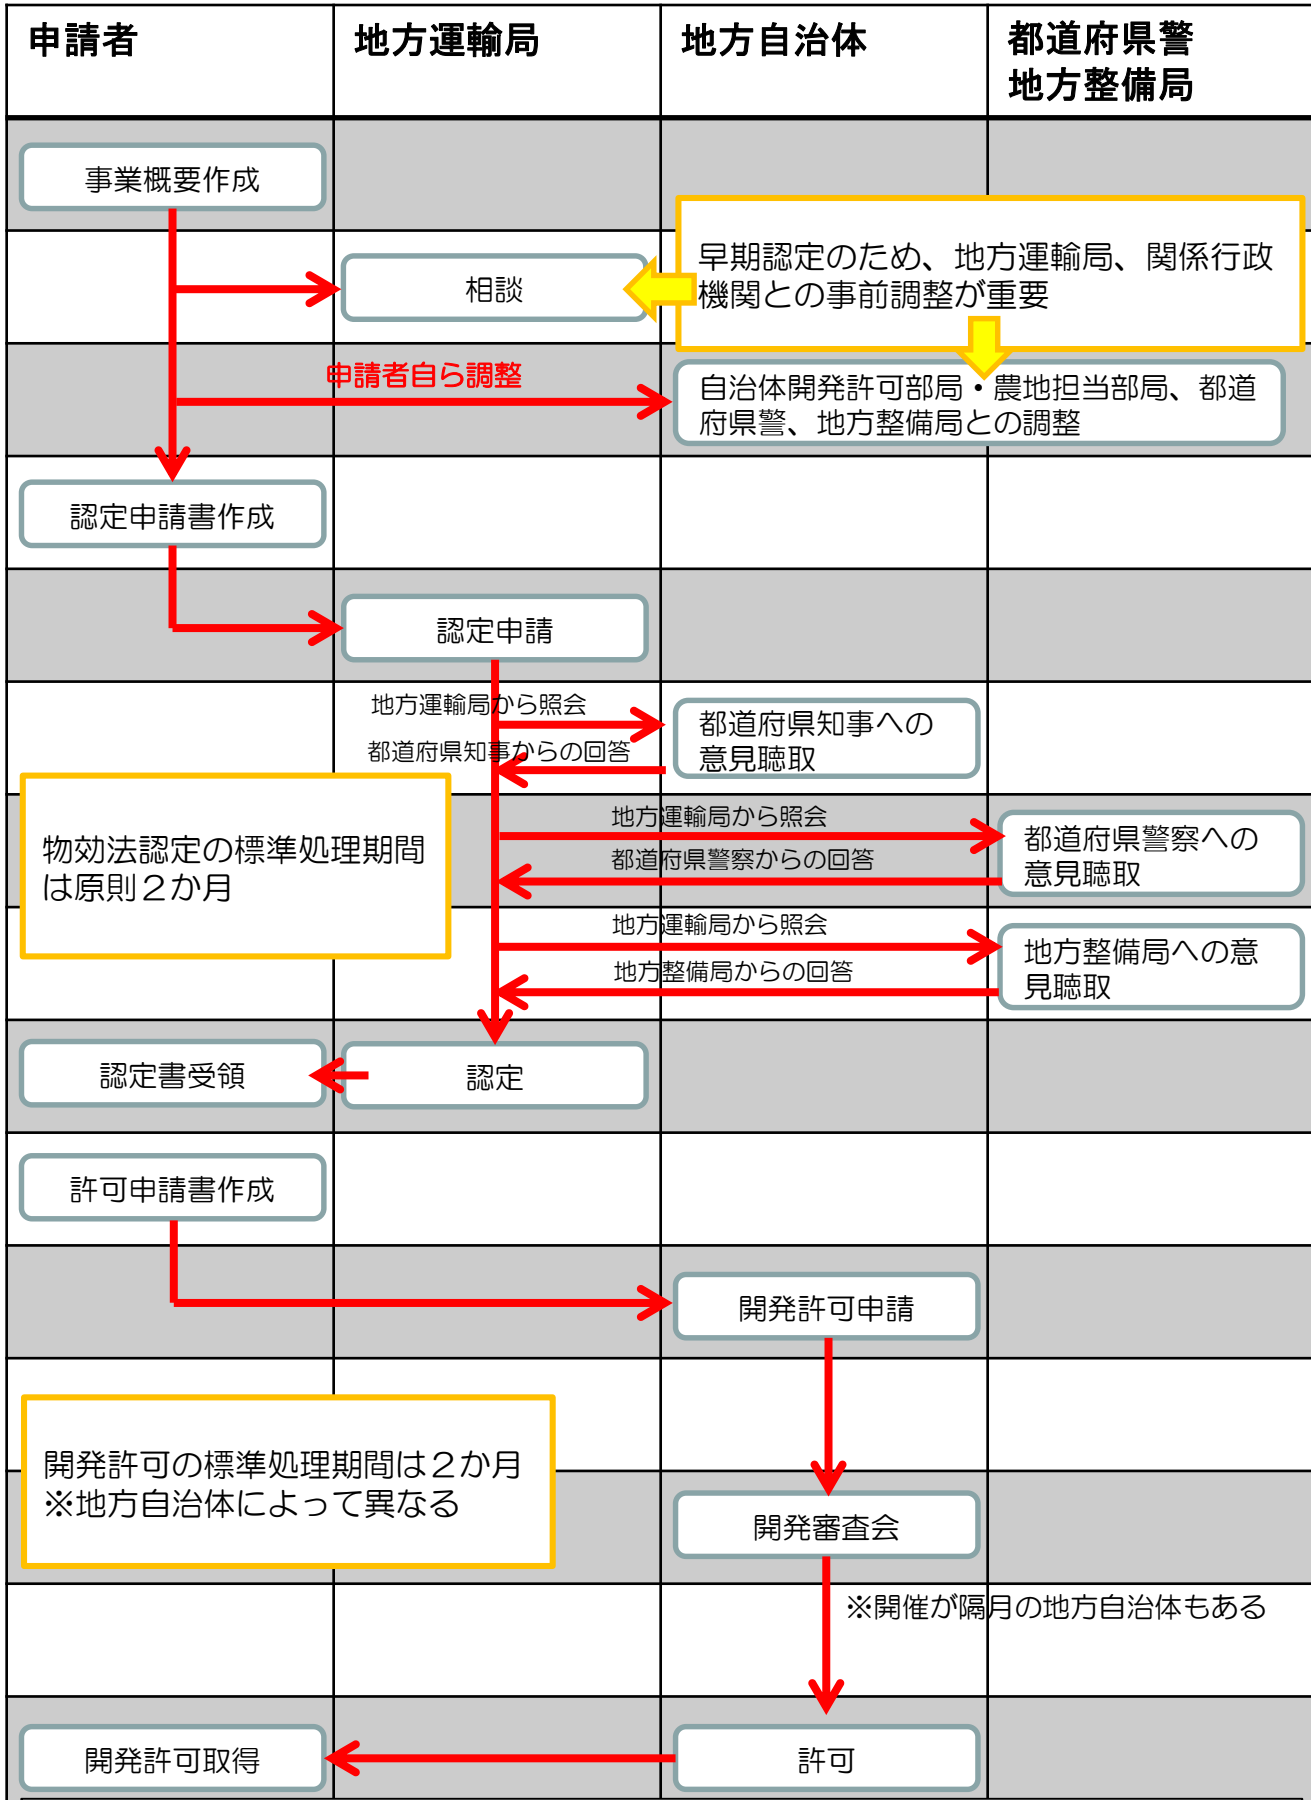 申請者
地方運輸局
地方自治体
都道府県警
地方整備局
事業概要作成
相談
早期認定のため、地方運輸局、関係行政
機関との事前調整が重要
申請者自ら調整
自治体開発許可部局・農地担当部局、都道
府県警、地方整備局との調整
認定申請書作成
認定申請
地方運輸局から照会
都道府県知事からの回答
都道府県知事への
意見聴取
物効法認定の標準処理期間
は原則２か月
地方運輸局から照会
都道府県警察からの回答
都道府県警察への
意見聴取
地方運輸局から照会
地方整備局からの回答
地方整備局への意
見聴取
認定書受領
認定
許可申請書作成
開発許可申請
開発許可の標準処理期間は２か月
※地方自治体によって異なる
開発審査会
※開催が隔月の地方自治体もある
開発許可取得
許可